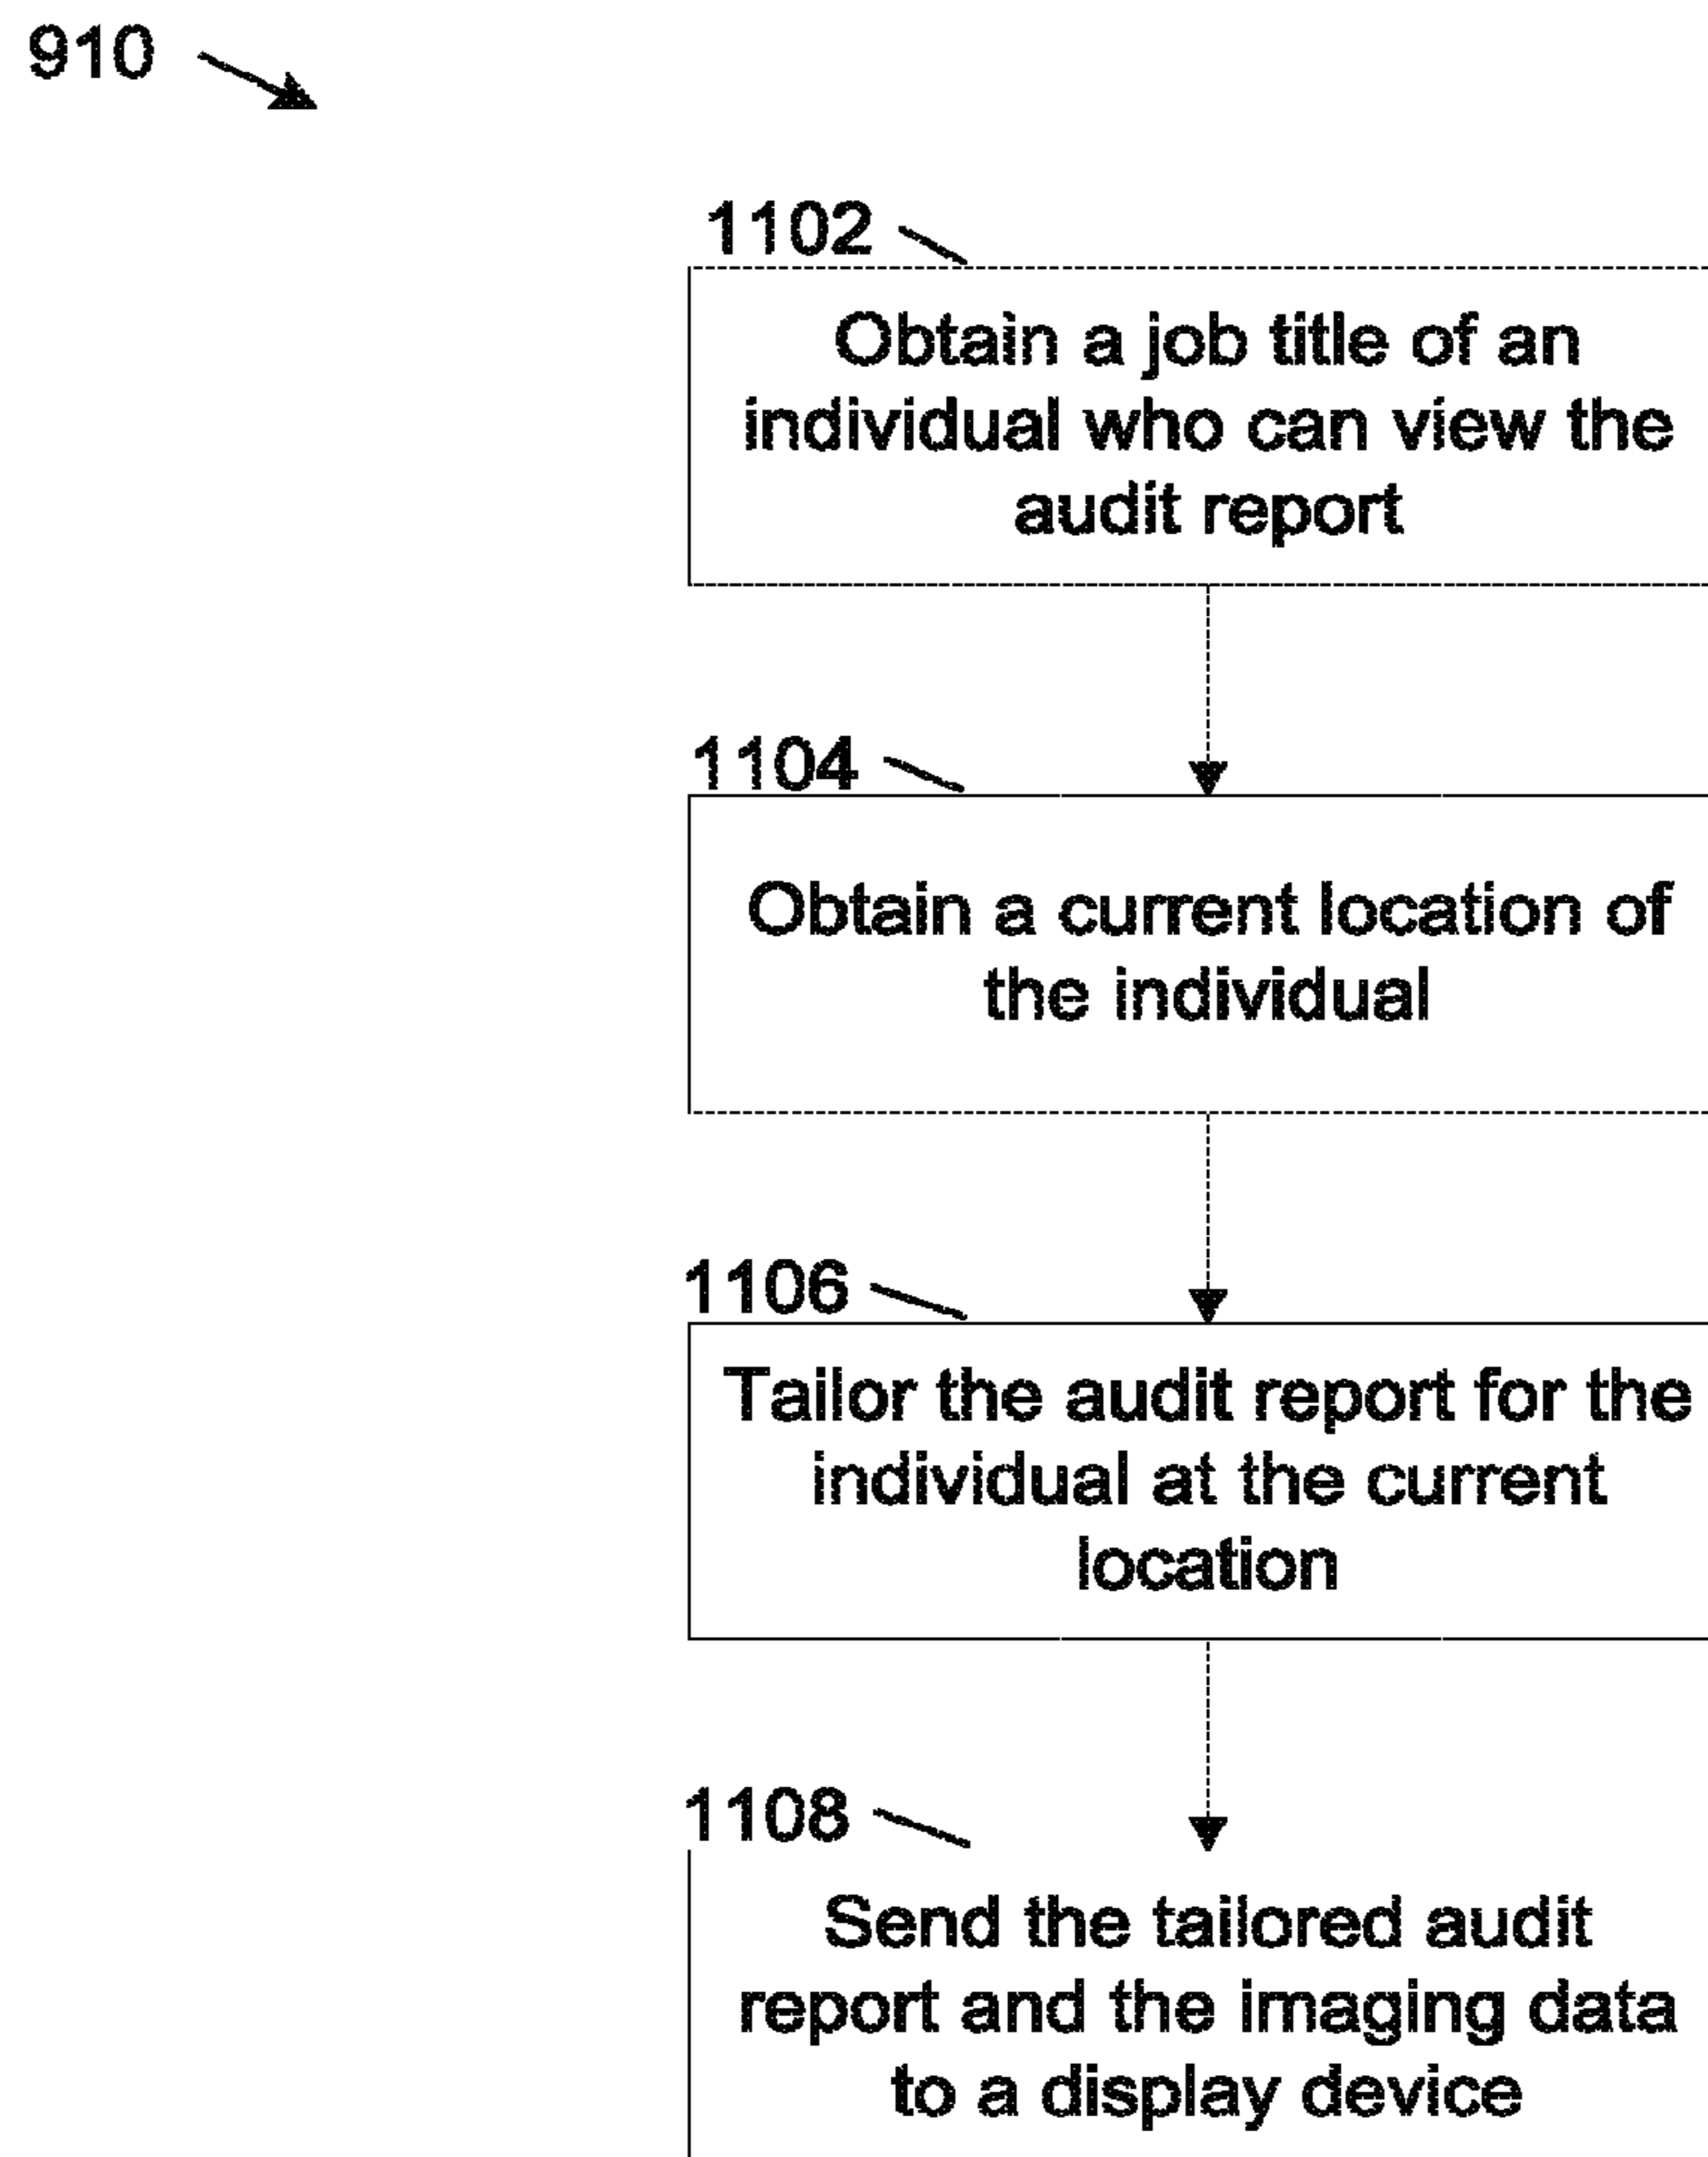 910
1102
Obtain a job title of an
individual who can view the
audit report
1104
Obtain a current location of
the individual
1106
Tailor the audit report for the
individual at the current
location
1108
Send the tailored audit
report and the imaging data
to a display device